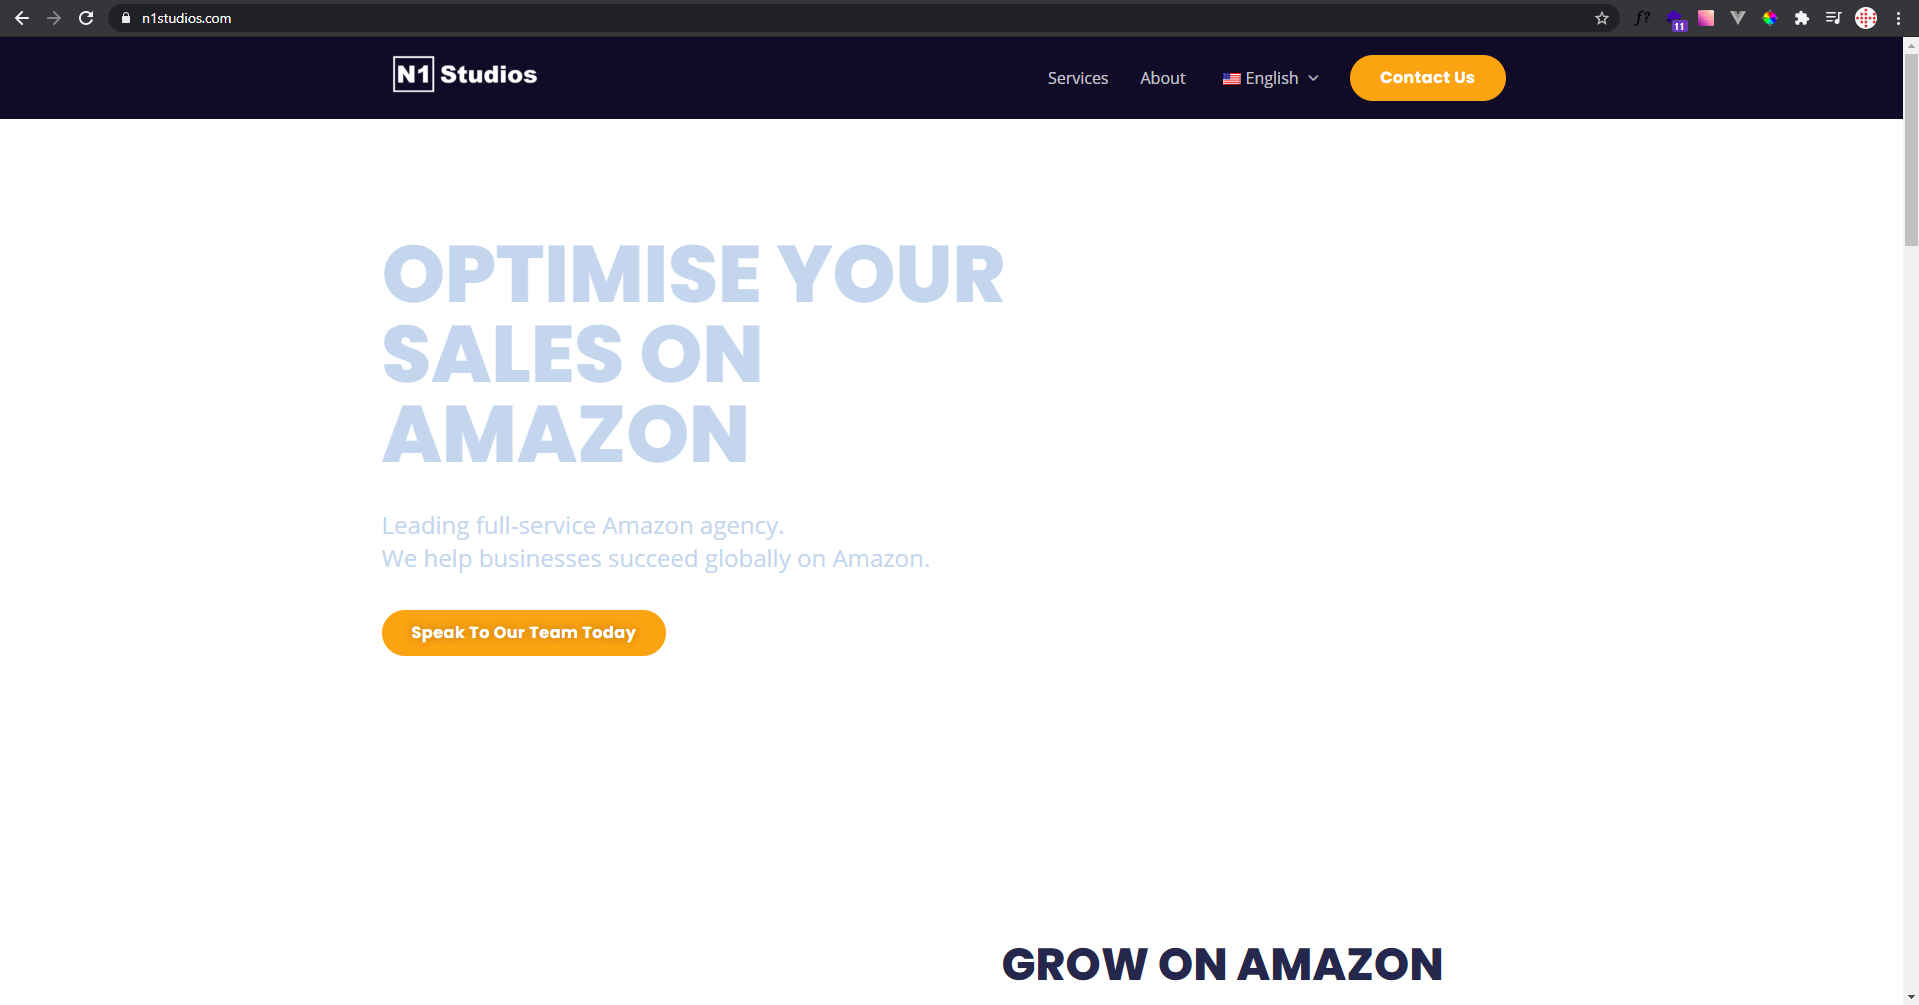 n1studios.com
f?
11
N1 Studios
Services
About
English
Contact Us
OPTIMISE YOUR
SALES ON
AMAZON
Leading full-service Amazon agency.
We help businesses succeed globally on Amazon.
Speak To Our Team Today
GROW ON AMAZON